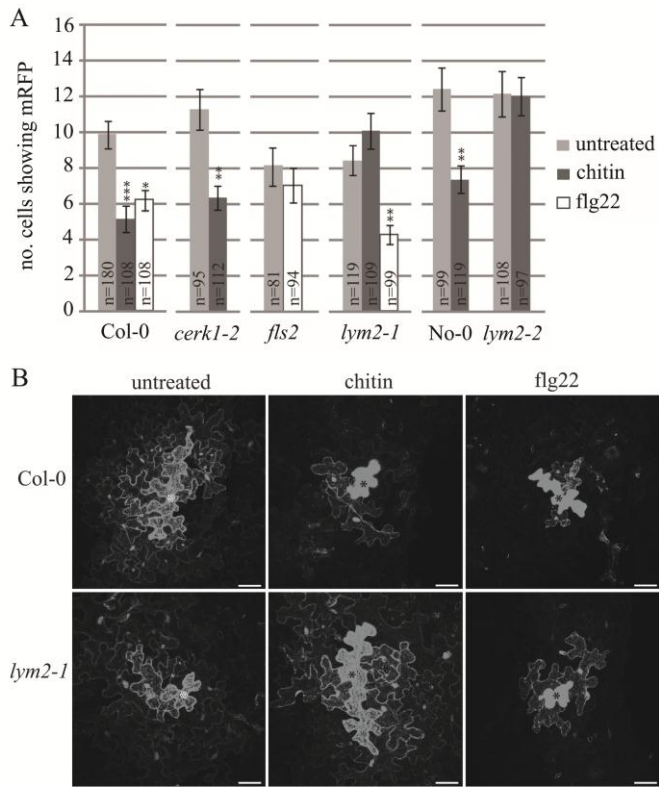 A
no. cells showing mRFP
16
14
12
10
8
6
4
2
0
n=180
***
n=108
*
n=108
n=95
**
n=112
n=81
n=94
n=119
n=109
**
n=99
n=99
**
n=119
n=108
n=97
Col-0 cerk1-2 fls2 lym2-1 No-0 lym2-2
untreated
chitin
flg22
B
untreated chitin flg22
Col-0
* * *
lym2-1
* * *